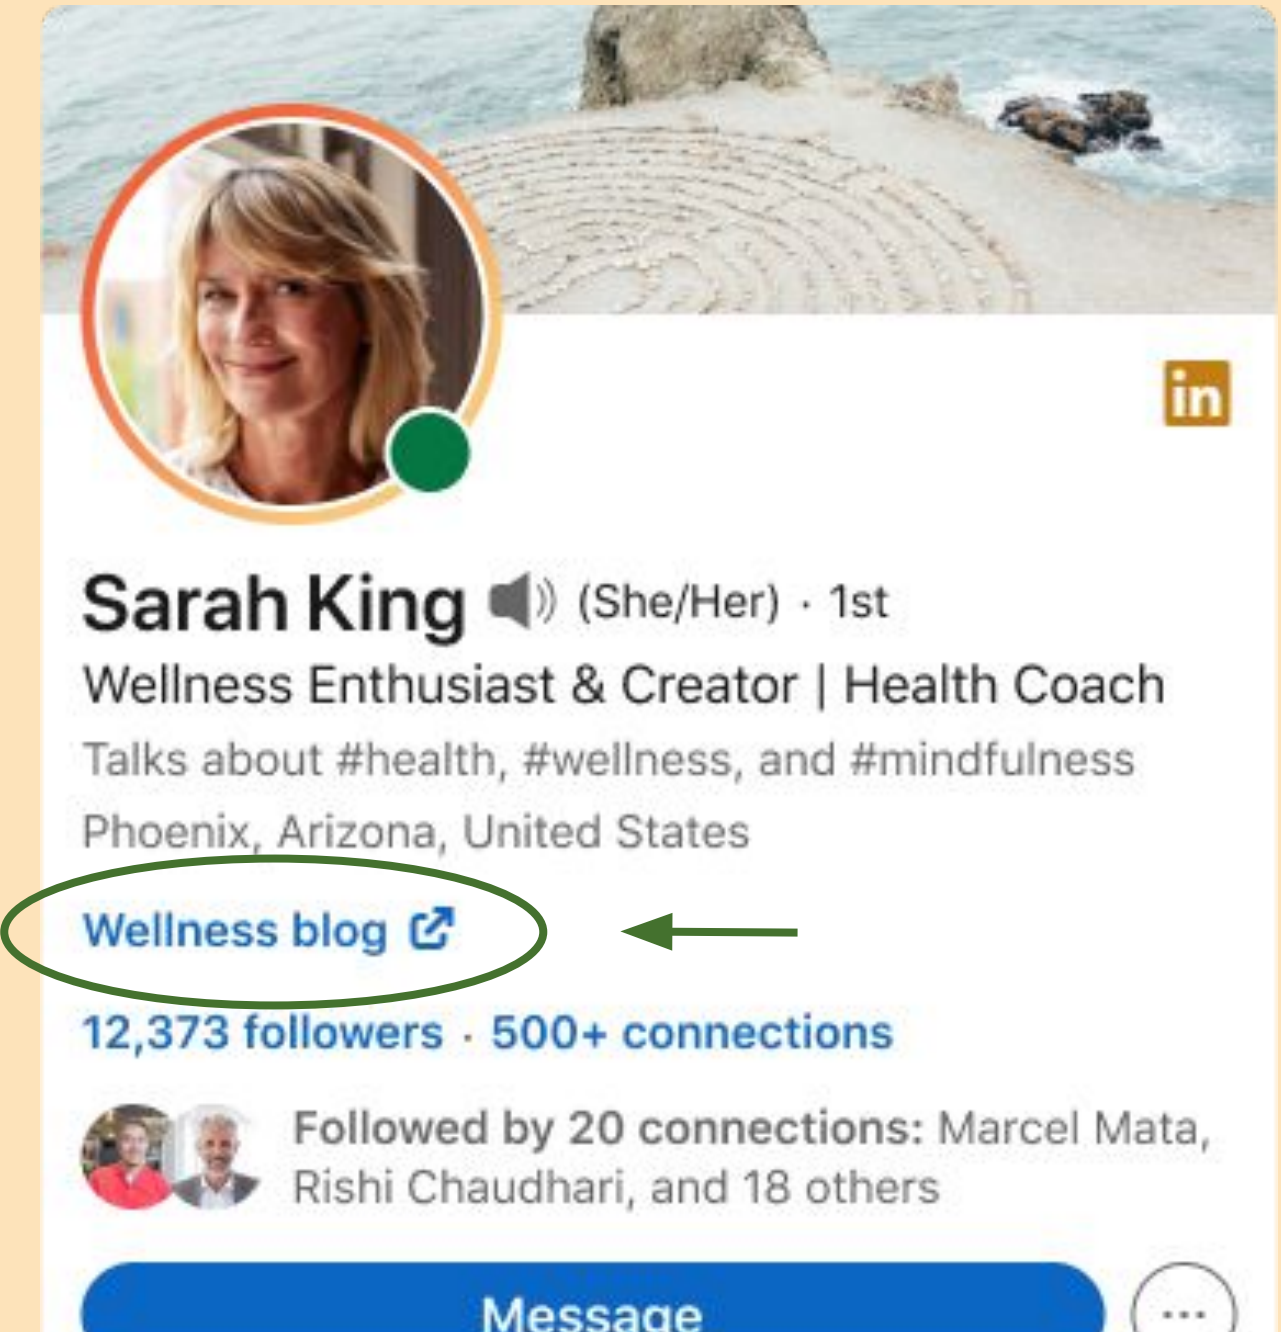 in
Sarah King (She/Her) · 1st
Wellness Enthusiast & Creator | Health Coach
Talks about #health, #wellness, and #mindfulness
Phoenix, Arizona, United States
Wellness blog
12,373 followers · 500+ connections
Followed by 20 connections: Marcel Mata,
Rishi Chaudhari, and 18 others
Message